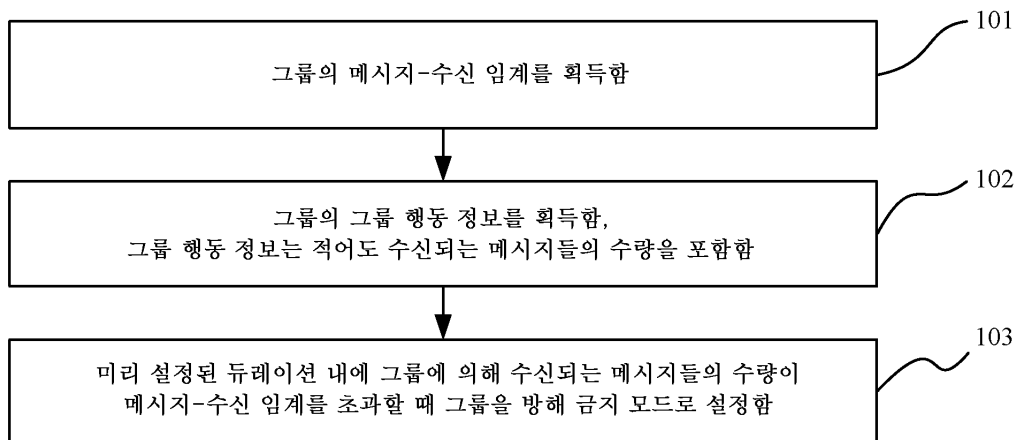 101
그룹의 메시지-수신 임계를 획득함
102
그룹의 그룹 행동 정보를 획득함,
그룹 행동 정보는 적어도 수신되는 메시지들의 수량을 포함함
103
미리 설정된 듀레이션 내에 그룹에 의해 수신되는 메시지들의 수량이
메시지-수신 임계를 초과할 때 그룹을 방해 금지 모드로 설정함